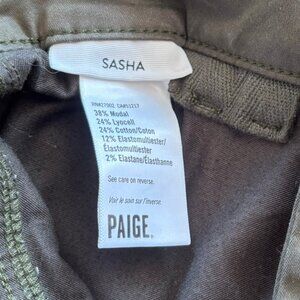 SASHA
38% Modal
24% Lyocell
24% Cotton/Coton
12% Elastomultiester/
Elastomultiester
2% Elastane/Élasthanne
See care on reverse.
Voir le soin sur l'inverse.
PAIGE